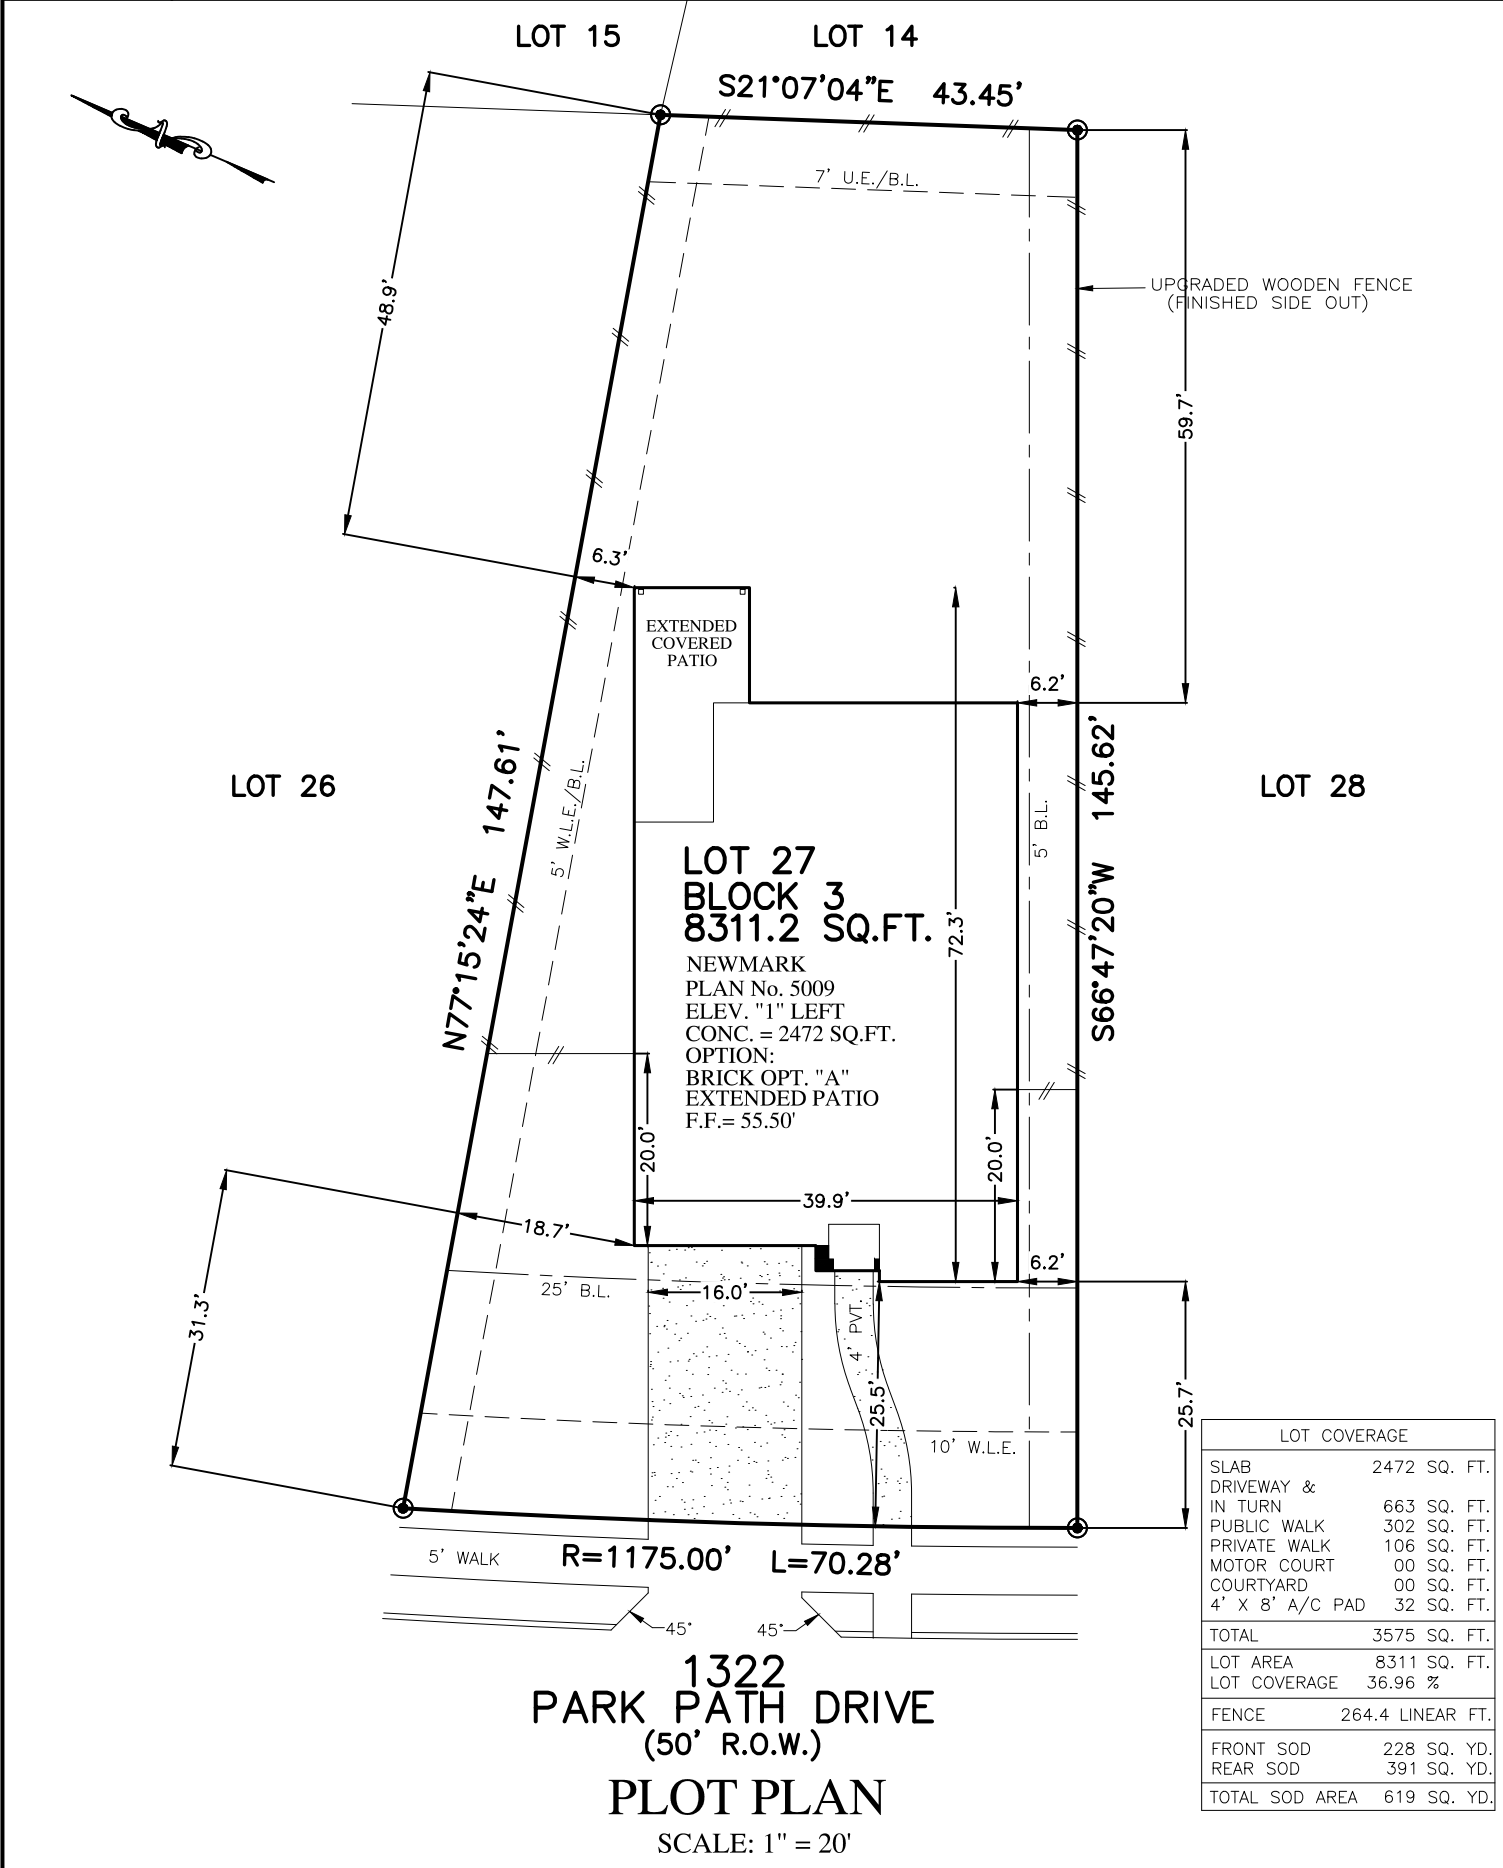 LOT 15
LOT 14
S21°07'04"E 43.45'
7' U.E./B.L.
UPGRADED WOODEN FENCE
(FINISHED SIDE OUT)
48.9'
59.7'
6.3'
EXTENDED
COVERED
PATIO
6.2'
N77°15'24"E 147.61'
5' W.L.E./B.L.
LOT 26
S66°47'20"W 145.62'
5' B.L.
LOT 28
LOT 27
BLOCK 3
8311.2 SQ.FT.
NEWMARK
PLAN No. 5009
ELEV. "1" LEFT
CONC. = 2472 SQ.FT.
OPTION:
BRICK OPT. "A"
EXTENDED PATIO
F.F.= 55.50'
72.3'
20.0'
20.0'
39.9'
18.7'
6.2'
25' B.L.
16.0'
4' PVT.
31.3'
25.5'
25.7'
10' W.L.E.
5' WALK
R=1175.00' L=70.28'
45°
45°
1322
PARK PATH DRIVE
(50' R.O.W.)
PLOT PLAN
SCALE: 1" = 20'
LOT COVERAGE
SLAB 2472 SQ. FT.
DRIVEWAY &
IN TURN 663 SQ. FT.
PUBLIC WALK 302 SQ. FT.
PRIVATE WALK 106 SQ. FT.
MOTOR COURT 00 SQ. FT.
COURTYARD 00 SQ. FT.
4' X 8' A/C PAD 32 SQ. FT.
TOTAL 3575 SQ. FT.
LOT AREA 8311 SQ. FT.
LOT COVERAGE 36.96 %
FENCE 264.4 LINEAR FT.
FRONT SOD 228 SQ. YD.
REAR SOD 391 SQ. YD.
TOTAL SOD AREA 619 SQ. YD.